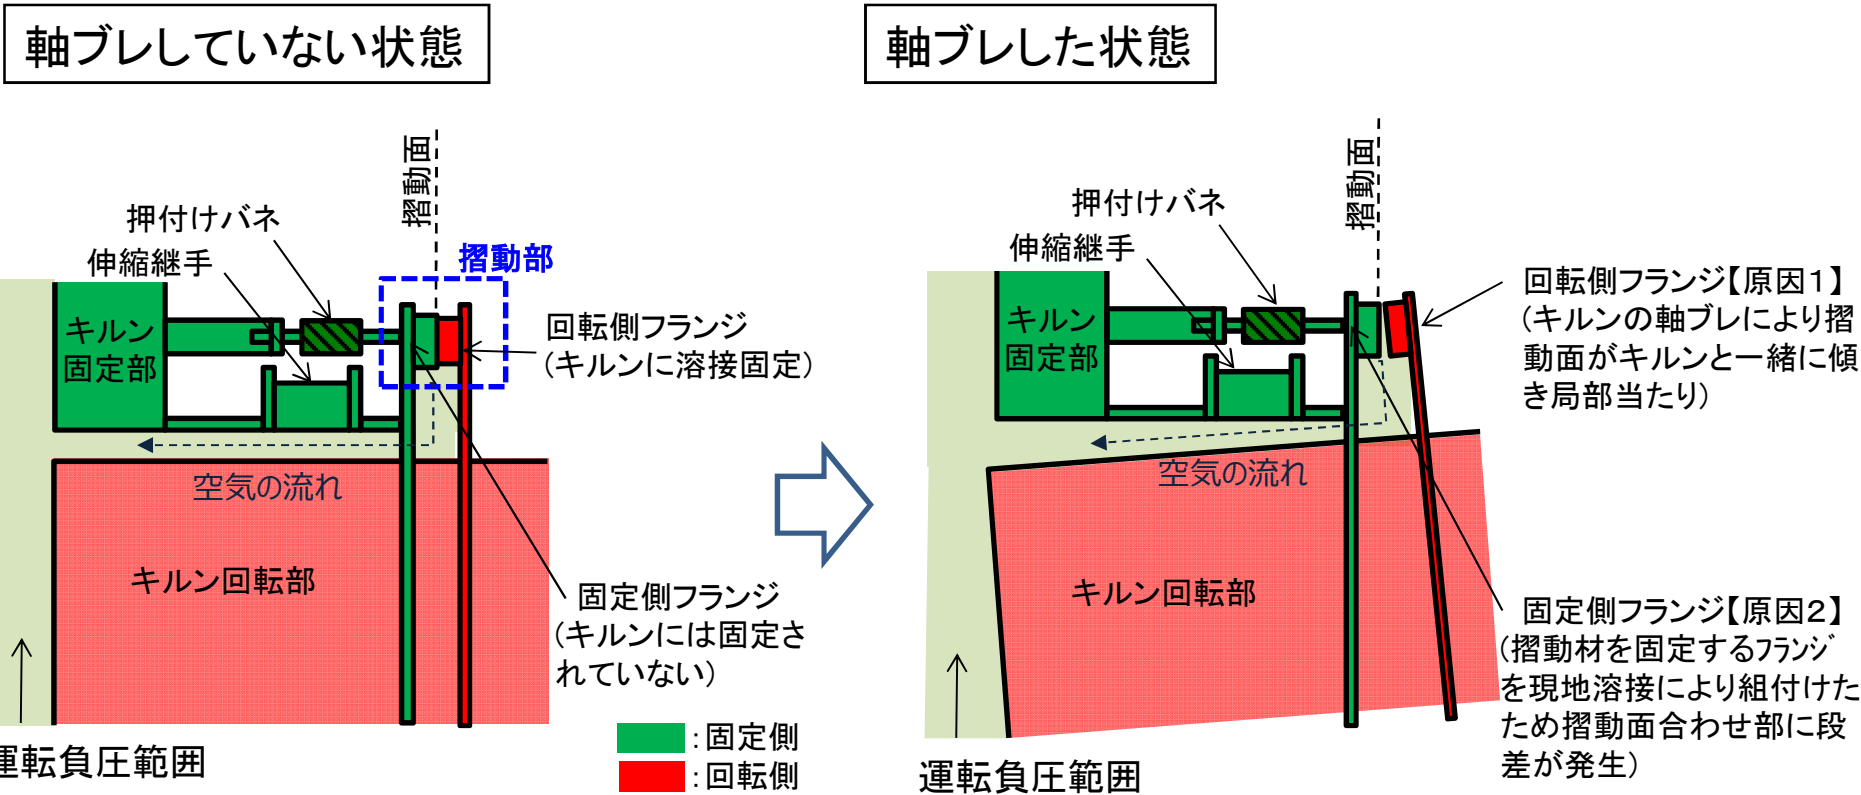 軸ブレしていない状態
軸ブレした状態
摺動面
押付けバネ
伸縮継手
摺動部
キルン
固定部
回転側フランジ
(キルンに溶接固定)
空気の流れ
キルン回転部
固定側フランジ
(キルンには固定さ
れていない)
:固定側
:回転側
運転負圧範囲
摺動面
押付けバネ
伸縮継手
キルン
固定部
回転側フランジ【原因1】
(キルンの軸ブレにより摺
動面がキルンと一緒に傾
き局部当たり)
空気の流れ
キルン回転部
固定側フランジ【原因2】
(摺動材を固定するフランジ
を現地溶接により組付けた
ため摺動面合わせ部に段
差が発生)
運転負圧範囲